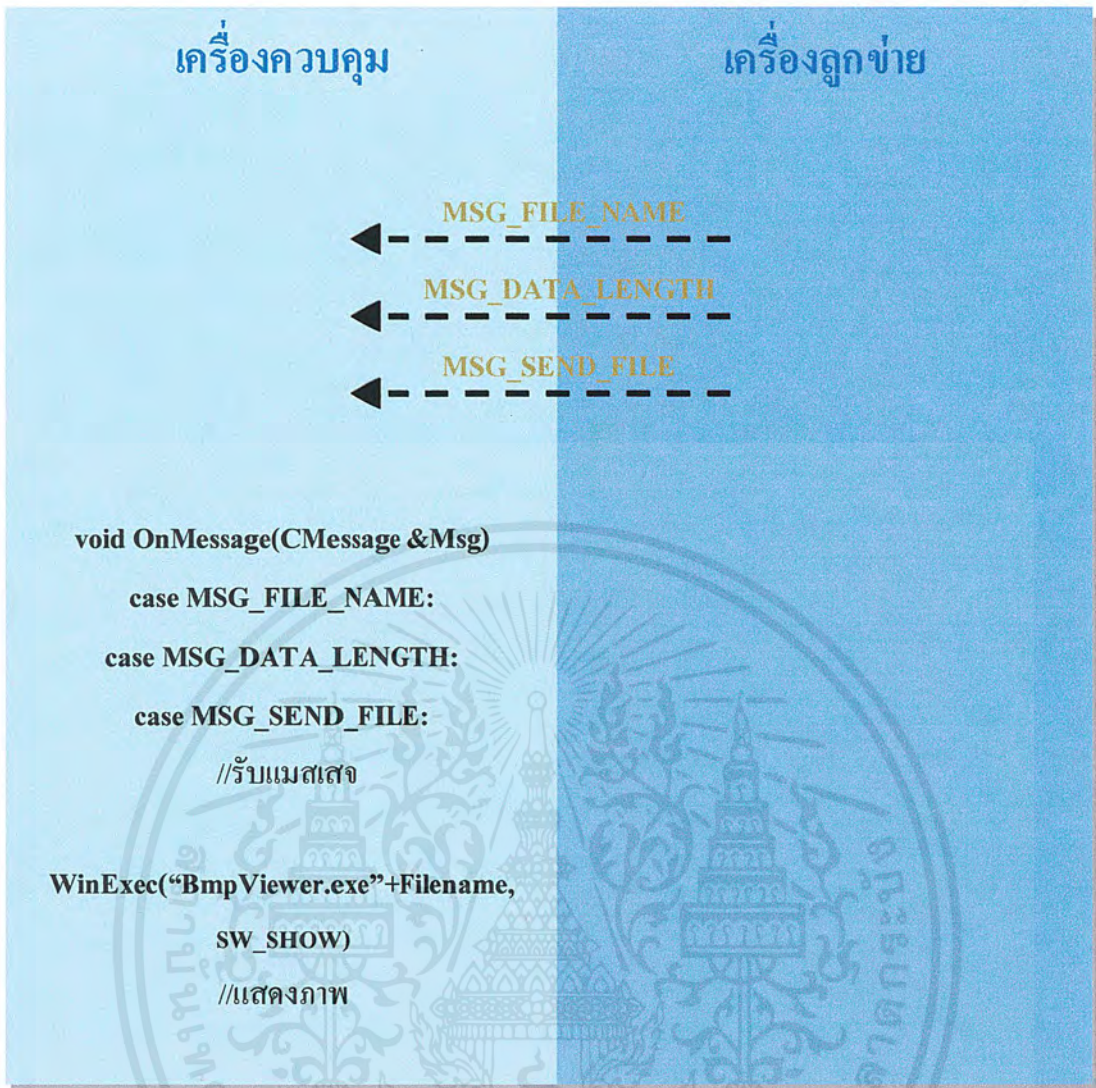 เครื่องควบคุม
เครื่องลูกข่าย
MSG_FILE_NAME
MSG_DATA_LENGTH
MSG_SEND_FILE
void OnMessage(CMessage &Msg)
case MSG_FILE_NAME:
case MSG_DATA_LENGTH:
case MSG_SEND_FILE:
//รับแมสเสจ
WinExec(“BmpViewer.exe”+Filename,
SW_SHOW)
//แสดงภาพ